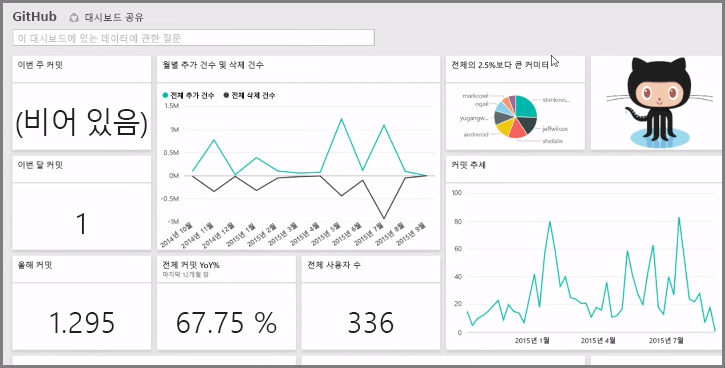 GitHub 대시보드 공유
이 대시보드에 있는 데이터에 관한 질문
이번 주 커밋
(비어 있음)
월별 추가 건수 및 삭제 건수
전체 추가 건수 전체 삭제 건수
1.5M
1M
0.5M
0M
-0.5M
-1M
2014년 10월
2014년 11월
2014년 12월
2015년 1월
2015년 2월
2015년 3월
2015년 4월
2015년 5월
2015년 6월
2015년 7월
2015년 8월
2015년 9월
전체의 2.5%보다 큰 커미터
markcowl
ogail
yugangw...
andrerod
stankovs...
jeffwilcox
shefaliv
이번 달 커밋
1
커밋 추세
100
80
60
40
20
0
2015년 1월
2015년 4월
2015년 7월
올해 커밋
1.295
전체 커밋 YoY%
마지막 12개월 창
67.75 %
전체 사용자 수
336